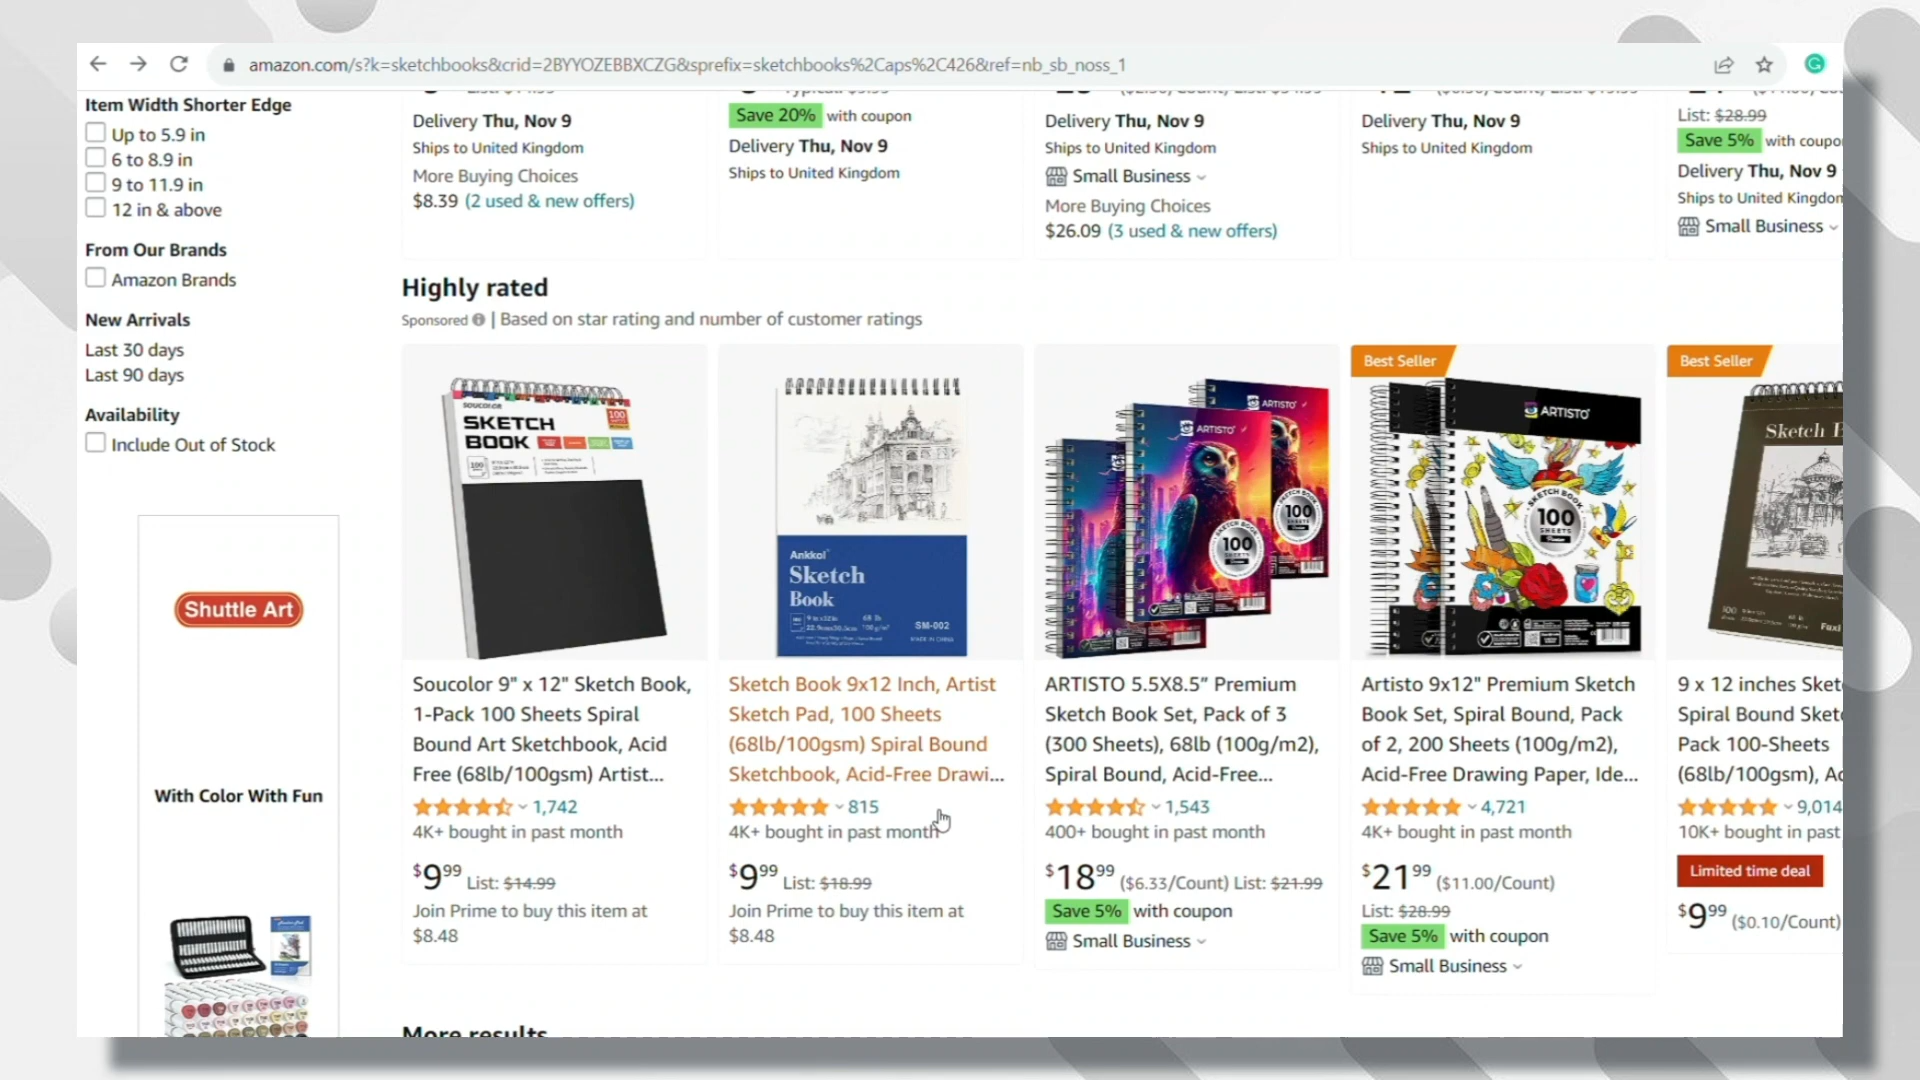 amazon.com/s?k=sketchbooks&crid=2BYYOZEBBXCZG&sprefix=sketchbooks%2Caps%2C426&ref=nb_sb_noss_1
Item Width Shorter Edge
Up to 5.9 in
6 to 8.9 in
9 to 11.9 in
12 in & above
From Our Brands
Amazon Brands
New Arrivals
Last 30 days
Last 90 days
Availability
Include Out of Stock
Shuttle Art
With Color With Fun
Delivery Thu, Nov 9
Ships to United Kingdom
More Buying Choices
$8.39 (2 used & new offers)
Save 20% with coupon
Delivery Thu, Nov 9
Ships to United Kingdom
Delivery Thu, Nov 9
Ships to United Kingdom
Small Business
More Buying Choices
$26.09 (3 used & new offers)
Delivery Thu, Nov 9
Ships to United Kingdom
List: $28.99
Save 5% with coupo
Delivery Thu, Nov 9
Ships to United Kingdom
Small Business
Highly rated
Sponsored | Based on star rating and number of customer ratings
SOUCOLOR
SKETCH
BOOK
100
Soucolor 9" x 12" Sketch Book,
1-Pack 100 Sheets Spiral
Bound Art Sketchbook, Acid
Free (68lb/100gsm) Artist...
1,742
4K+ bought in past month
$9.99 List: $14.99
Join Prime to buy this item at
$8.48
Ankkol
Sketch
Book
SM-002
MADE IN CHINA
Sketch Book 9x12 Inch, Artist
Sketch Pad, 100 Sheets
(68lb/100gsm) Spiral Bound
Sketchbook, Acid-Free Drawi...
815
4K+ bought in past month
$9.99 List: $18.99
Join Prime to buy this item at
$8.48
ARTISTO
ARTISTO
100
100
ARTISTO 5.5X8.5” Premium
Sketch Book Set, Pack of 3
(300 Sheets), 68lb (100g/m2),
Spiral Bound, Acid-Free...
1,543
400+ bought in past month
$18.99 ($6.33/Count) List: $21.99
Save 5% with coupon
Small Business
Best Seller
ARTISTO
SKETCH BOOK
100
SHEETS
Artisto 9x12" Premium Sketch
Book Set, Spiral Bound, Pack
of 2, 200 Sheets (100g/m2),
Acid-Free Drawing Paper, Ide...
4,721
4K+ bought in past month
$21.99 ($11.00/Count)
List: $28.99
Save 5% with coupon
Small Business
Best Seller
Sketch
9 x 12 inches Sket
Spiral Bound Sket
Pack 100-Sheets
(68lb/100gsm), Ac
9,014
10K+ bought in past
Limited time deal
$9.99 ($0.10/Count)
More results